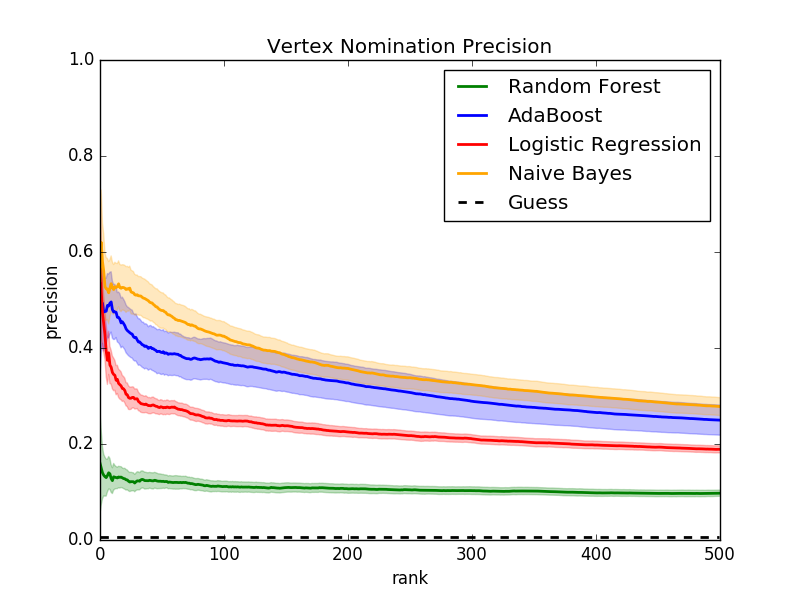 Vertex Nomination Precision
1.0
0.8
0.6
0.4
0.2
0.0
precision
Random Forest
AdaBoost
Logistic Regression
Naive Bayes
Guess
0 100 200 300 400 500
rank